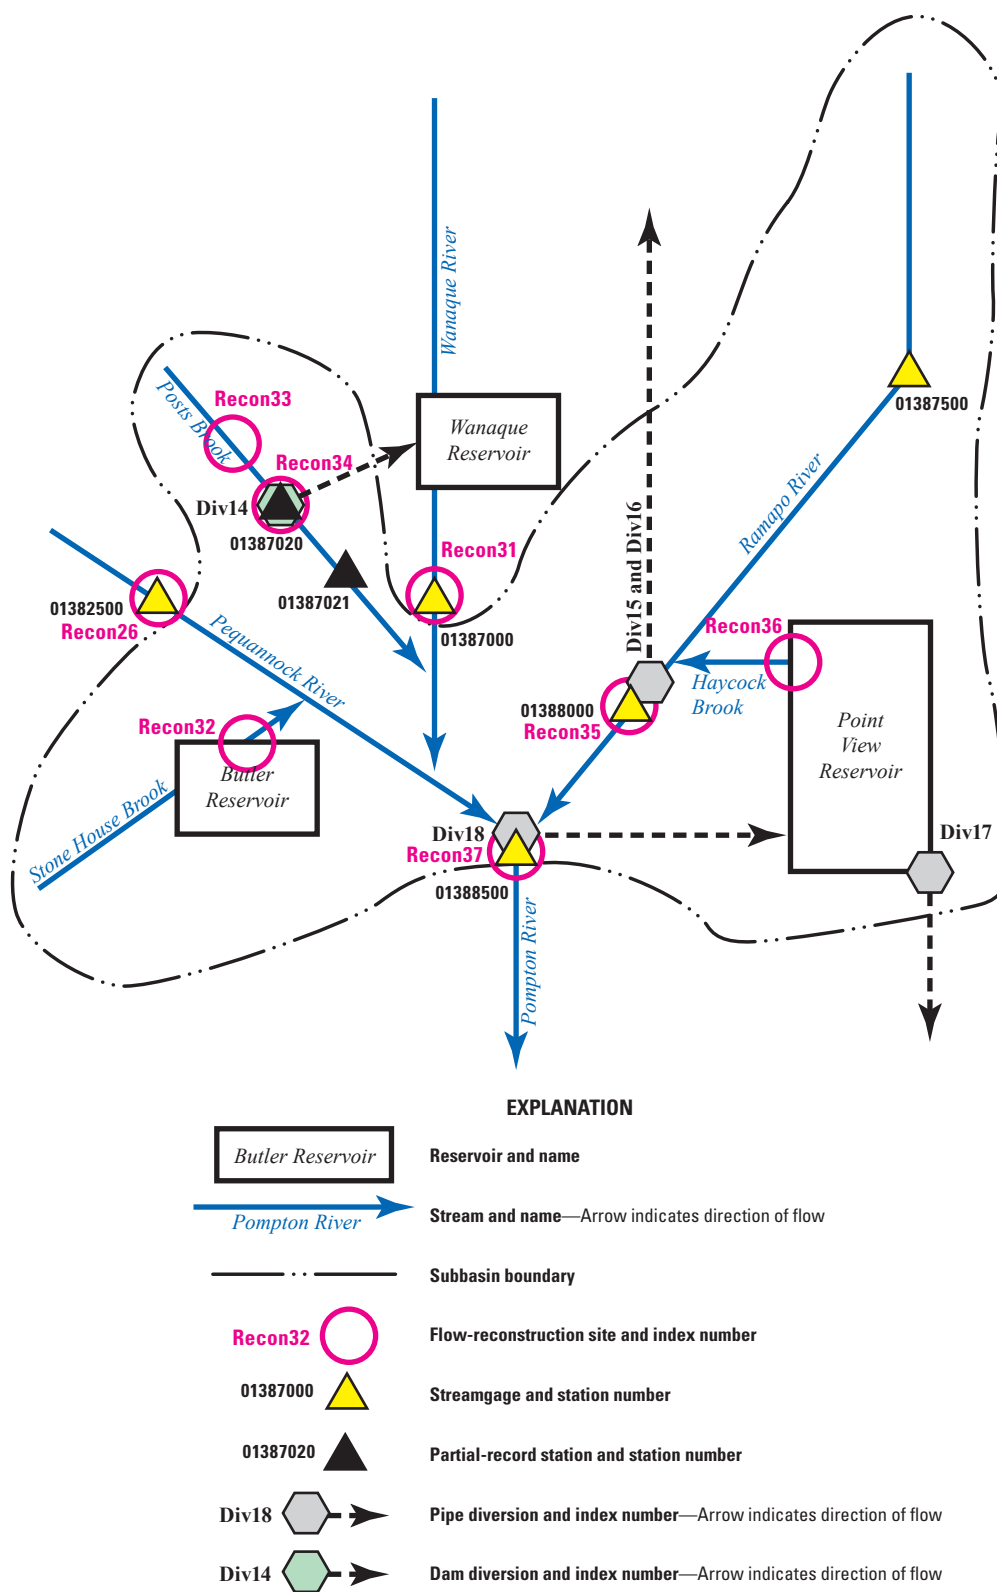 Wanaque River
Posts Brook
Recon33
Wanaque
Reservoir
01387500
Recon34
Div14
01387020
Div15 and Div16
Ramapo River
Recon31
01387021
01382500
Recon26
01387000
Recon36
Pequannock River
Haycock
Brook
01388000
Recon35
Recon32
Point
View
Reservoir
Butler
Reservoir
Stone House Brook
Div18
Recon37
Div17
01388500
Pompton River
EXPLANATION
Butler Reservoir
Reservoir and name
Pompton River
Stream and name—Arrow indicates direction of flow
Subbasin boundary
Recon32
Flow-reconstruction site and index number
01387000
Streamgage and station number
01387020
Partial-record station and station number
Div18
Pipe diversion and index number—Arrow indicates direction of flow
Div14
Dam diversion and index number—Arrow indicates direction of flow